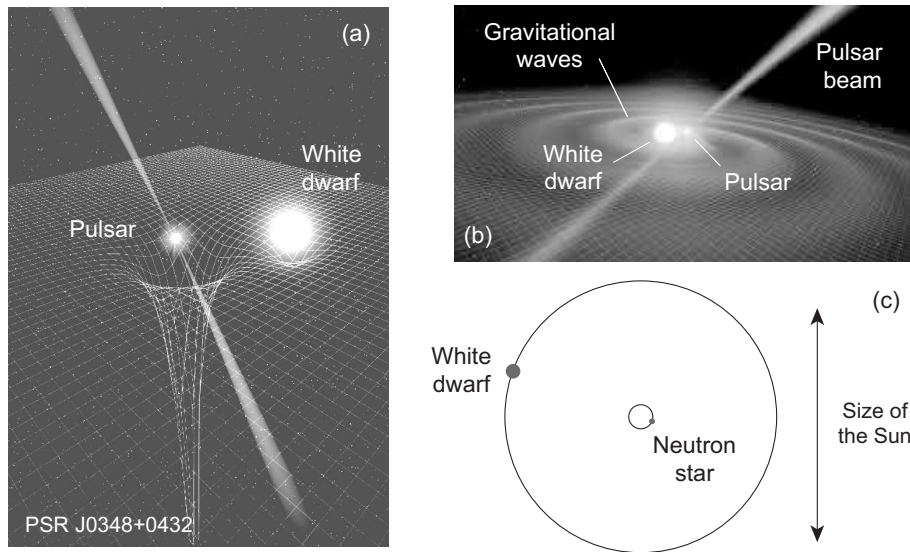 (a)
White
dwarf
Pulsar
PSR J0348+0432
Gravitational
waves
Pulsar
beam
White
dwarf
Pulsar
(b)
(c)
White
dwarf
Neutron
star
Size of
the Sun